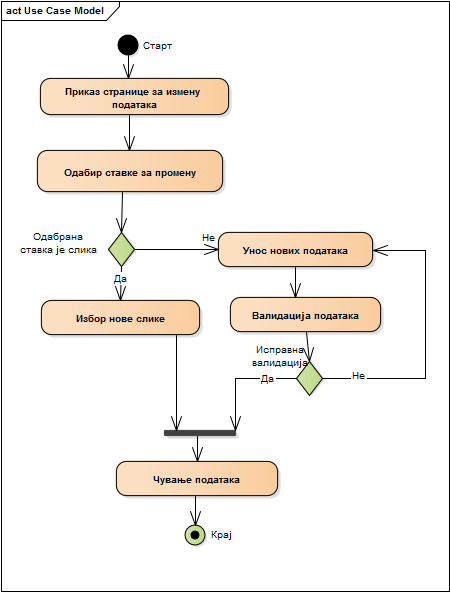 act Use Case Model
Старт
Приказ странице за измену
података
Одабир ставке за промену
Одабрана
ставка је слика
Не
Да
Унос нових података
Избор нове слике
Валидација података
Исправна
валидација
Да
Не
Чување података
Крај